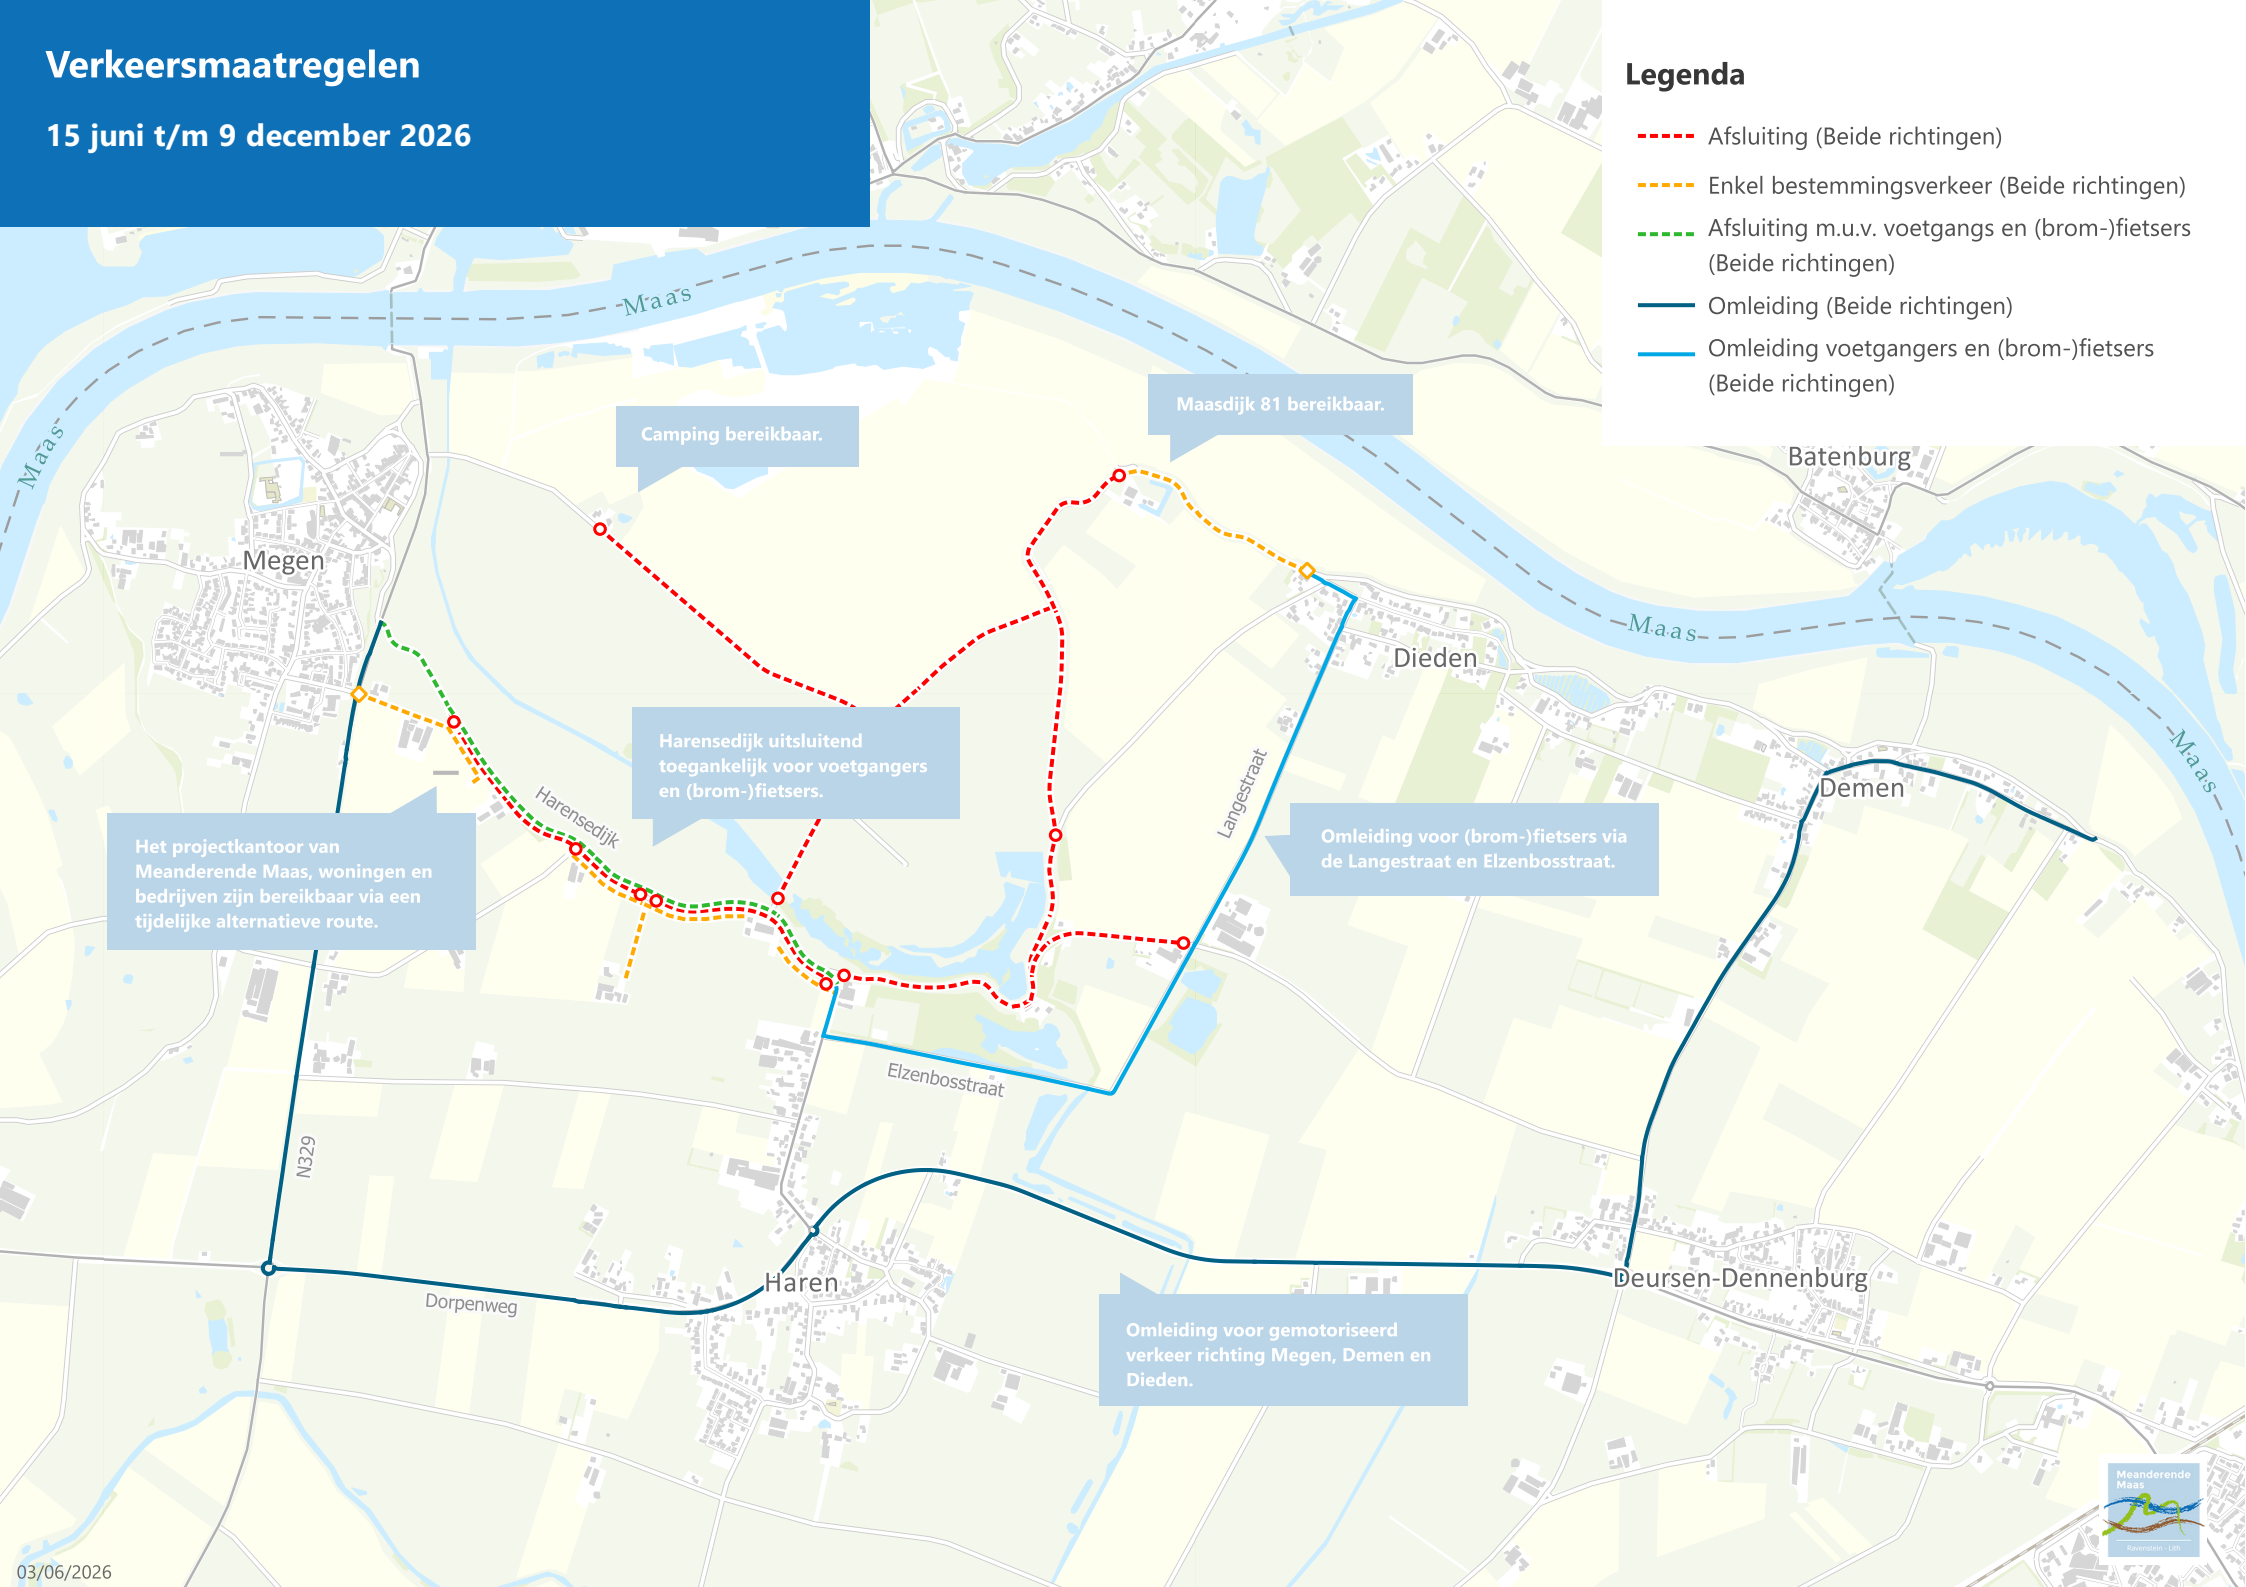 Verkeersmaatregelen
15 juni t/m 9 december 2026
Legenda
Afsluiting (Beide richtingen)
Enkel bestemmingsverkeer (Beide richtingen)
Afsluiting m.u.v. voetgangs en (brom-)fietsers
(Beide richtingen)
Omleiding (Beide richtingen)
Omleiding voetgangers en (brom-)fietsers
(Beide richtingen)
Maas
Maas
Maasdijk 81 bereikbaar.
Camping bereikbaar.
Batenburg
Megen
Maas
Dieden
Maas
Harensedijk uitsluitend
toegankelijk voor voetgangers
en (brom-)fietsers.
Demen
Harensedijk
Langestraat
Omleiding voor (brom-)fietsers via
de Langestraat en Elzenbosstraat.
Het projectkantoor van
Meanderende Maas, woningen en
bedrijven zijn bereikbaar via een
tijdelijke alternatieve route.
Elzenbosstraat
N329
Haren
Deursen-Dennenburg
Dorpenweg
Omleiding voor gemotoriseerd
verkeer richting Megen, Demen en
Dieden.
Meanderende
Maas
Ravenstein - Lith
03/06/2026